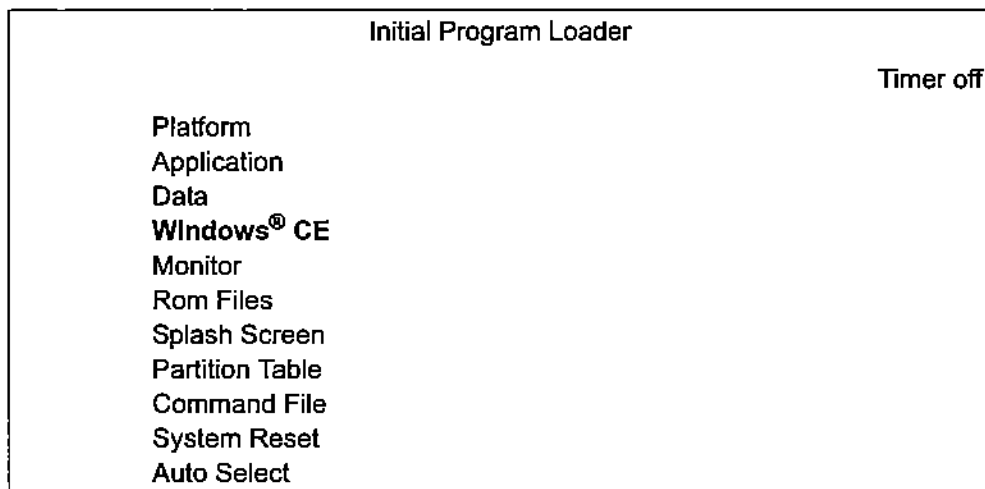 Initial Program Loader
Timer off
Platform
Application
Data
Windows® CE
Monitor
Rom Files
Splash Screen
Partition Table
Command File
System Reset
Auto Select